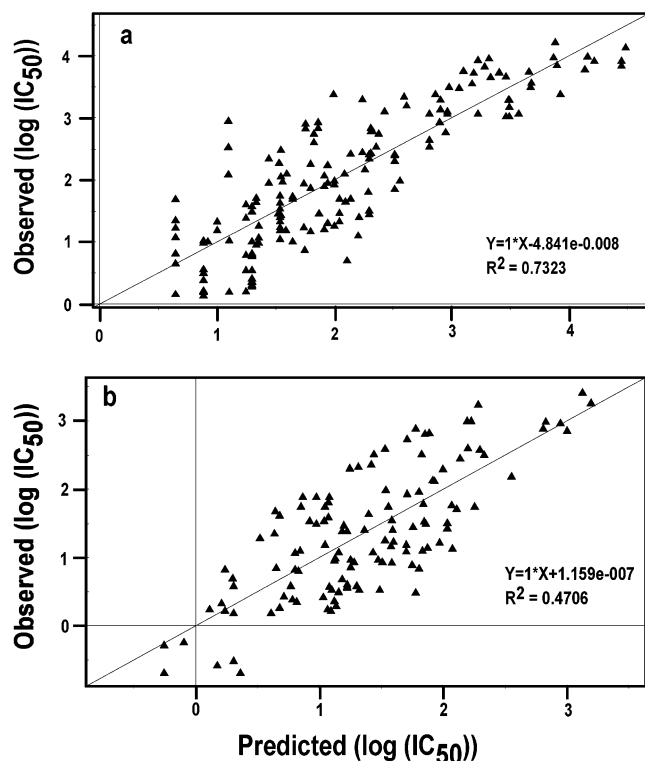 a
Observed (log (IC50))
4
3
2
1
0
Y=1*X-4.841e-0.008
R2 = 0.7323
0 1 2 3 4
b
Observed (log (IC50))
3
2
1
0
Y=1*X+1.159e-007
R2 = 0.4706
0 1 2 3
Predicted (log (IC50))